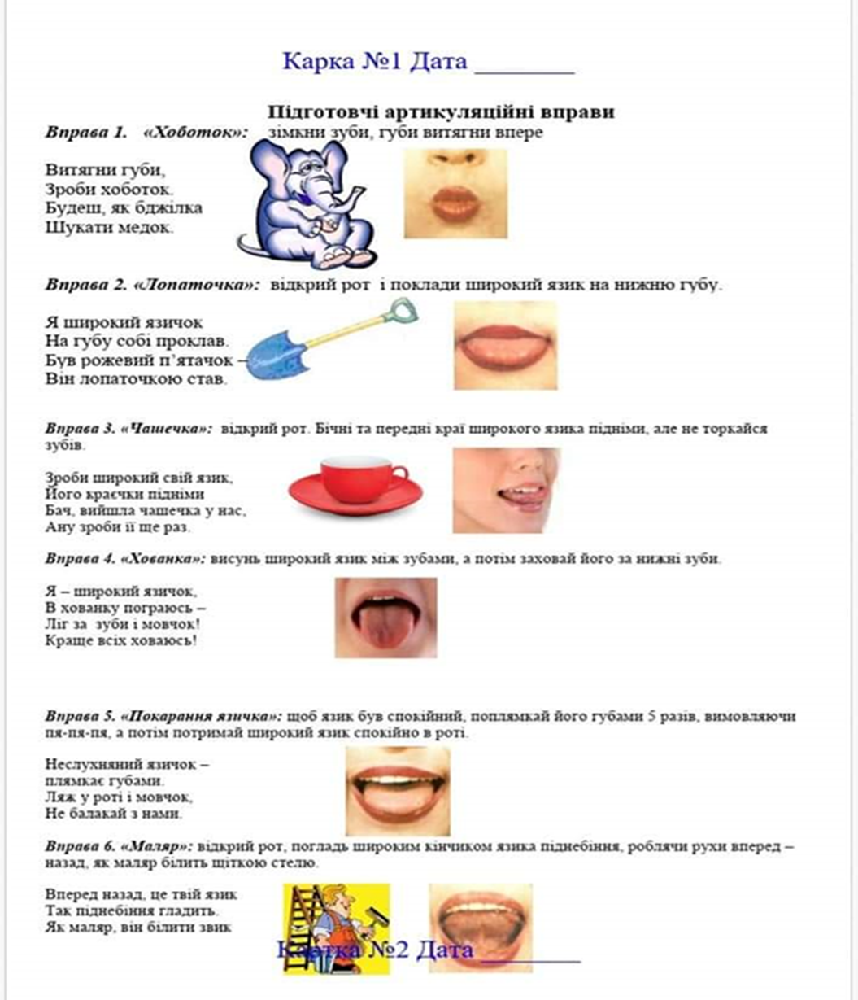 Карка №1 Дата ________
Підготовчі артикуляційні вправи
Вправа 1. «Хоботок»: зімкни зуби, губи витягни впере
Витягни губи,
Зроби хоботок.
Будеш, як бджілка
Шукати медок.
Вправа 2. «Лопаточка»: відкрий рот і поклади широкий язик на нижню губу.
Я широкий язичок
На губу собі проклав.
Був рожевий п’ятачок –
Він лопаточкою став.
Вправа 3. «Чашечка»: відкрий рот. Бічні та передні краї широкого язика підніми, але не торкайся
зубів.
Зроби широкий свій язик,
Його краєчки підніми
Бач, вийшла чашечка у нас,
Ану зроби її ще раз.
Вправа 4. «Хованка»: висунь широкий язик між зубами, а потім заховай його за нижні зуби.
Я – широкий язичок,
В хованку пограюсь –
Ліг за зуби і мовчок!
Краще всіх ховаюсь!
Вправа 5. «Покарання язичка»: щоб язик був спокійний, поплямкай його губами 5 разів, вимовляючи
пя-пя-пя, а потім потримай широкий язик спокійно в роті.
Неслухняний язичок –
плямкає губами.
Ляж у роті і мовчок,
Не балакай з нами.
Вправа 6. «Маляр»: відкрий рот, погладь широким кінчиком язика піднебіння, роблячи рухи вперед –
назад, як маляр білить щіткою стелю.
Вперед назад, це твій язик
Так піднебіння гладить.
Як маляр, він білити звик
Картка №2 Дата ________